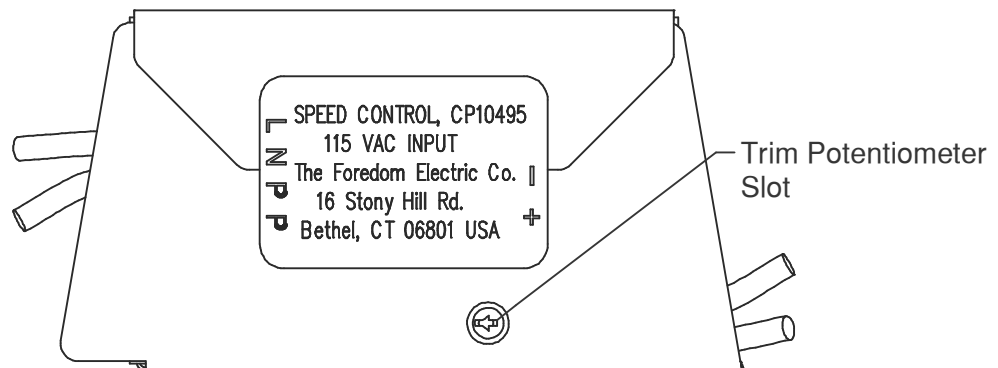 SPEED CONTROL, CP10495
115 VAC INPUT
The Foredom Electric Co.
16 Stony Hill Rd.
Bethel, CT 06801 USA
L N P P
- +
Trim Potentiometer
Slot